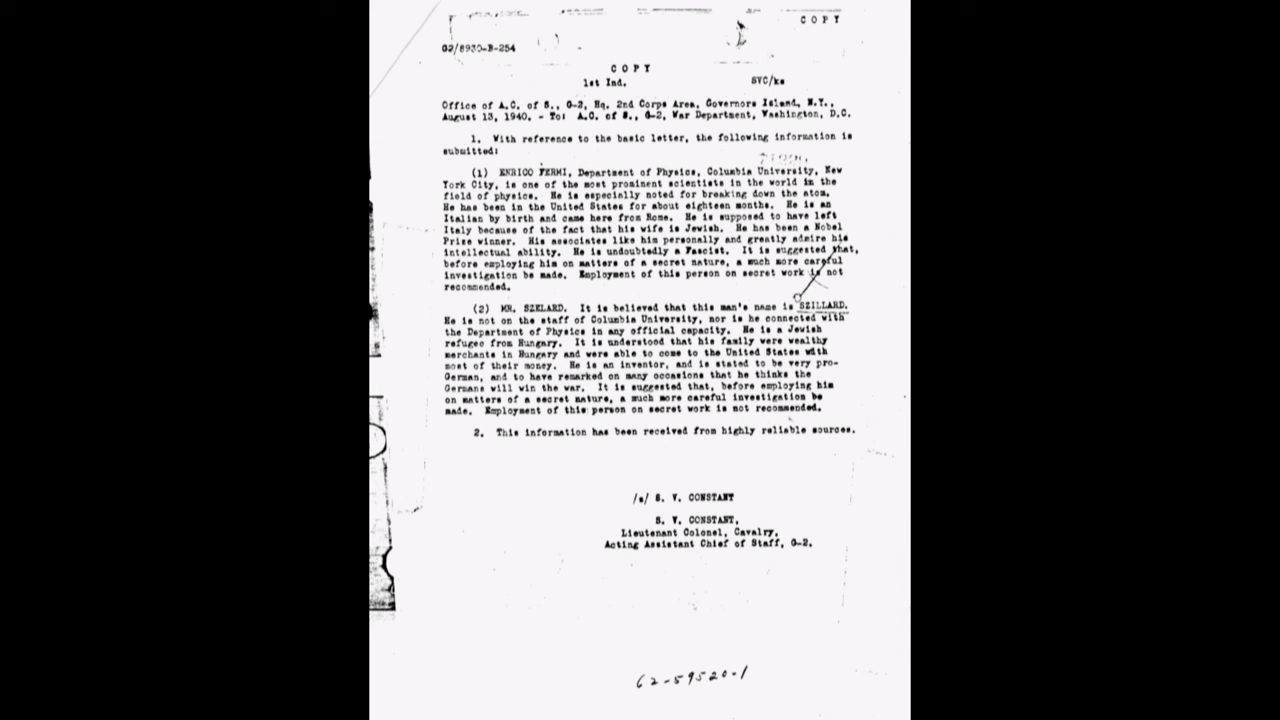 COPY
G2/8930-B-254
COPY
1st Ind.
SVC/ks
Office of A.C. of S., G-2, Hq. 2nd Corps Area, Governors Island, N.Y.,
August 13, 1940. - To: A.C. of S., G-2, War Department, Washington, D.C.
1. With reference to the basic letter, the following information is
submitted:
(1) ENRICO FERMI, Department of Physics, Columbia University, New
York City, is one of the most prominent scientists in the world in the
field of physics. He is especially noted for breaking down the atom.
He has been in the United States for about eighteen months. He is an
Italian by birth and came here from Rome. He is supposed to have left
Italy because of the fact that his wife is Jewish. He has been a Nobel
Prize winner. His associates like him personally and greatly admire his
intellectual ability. He is undoubtedly a Fascist. It is suggested that,
before employing him on matters of a secret nature, a much more careful
investigation be made. Employment of this person on secret work is not
recommended.
(2) MR. SZELARD. It is believed that this man's name is SZILLARD.
He is not on the staff of Columbia University, nor is he connected with
the Department of Physics in any official capacity. He is a Jewish
refugee from Hungary. It is understood that his family were wealthy
merchants in Hungary and were able to come to the United States with
most of their money. He is an inventor, and is stated to be very pro-
German, and to have remarked on many occasions that he thinks the
Germans will win the war. It is suggested that, before employing him
on matters of a secret nature, a much more careful investigation be
made. Employment of this person on secret work is not recommended.
2. This information has been received from highly reliable sources.
/s/ S. V. CONSTANT
S. V. CONSTANT,
Lieutenant Colonel, Cavalry,
Acting Assistant Chief of Staff, G-2.
62-59520-1